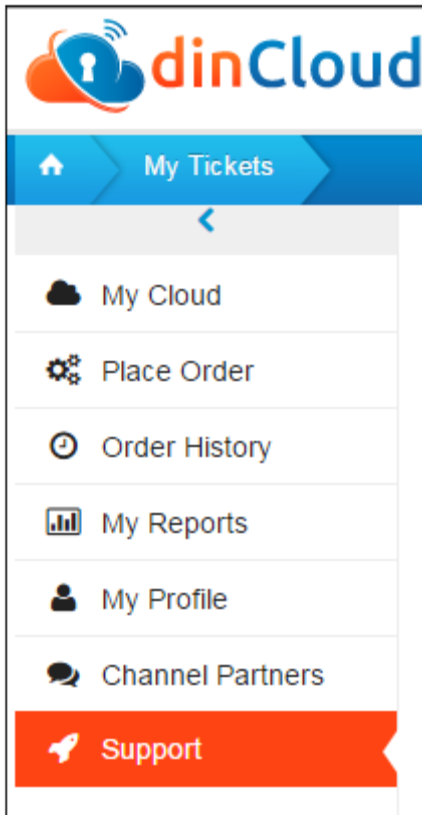 dinCloud
My Tickets
My Cloud
Place Order
Order History
My Reports
My Profile
Channel Partners
Support